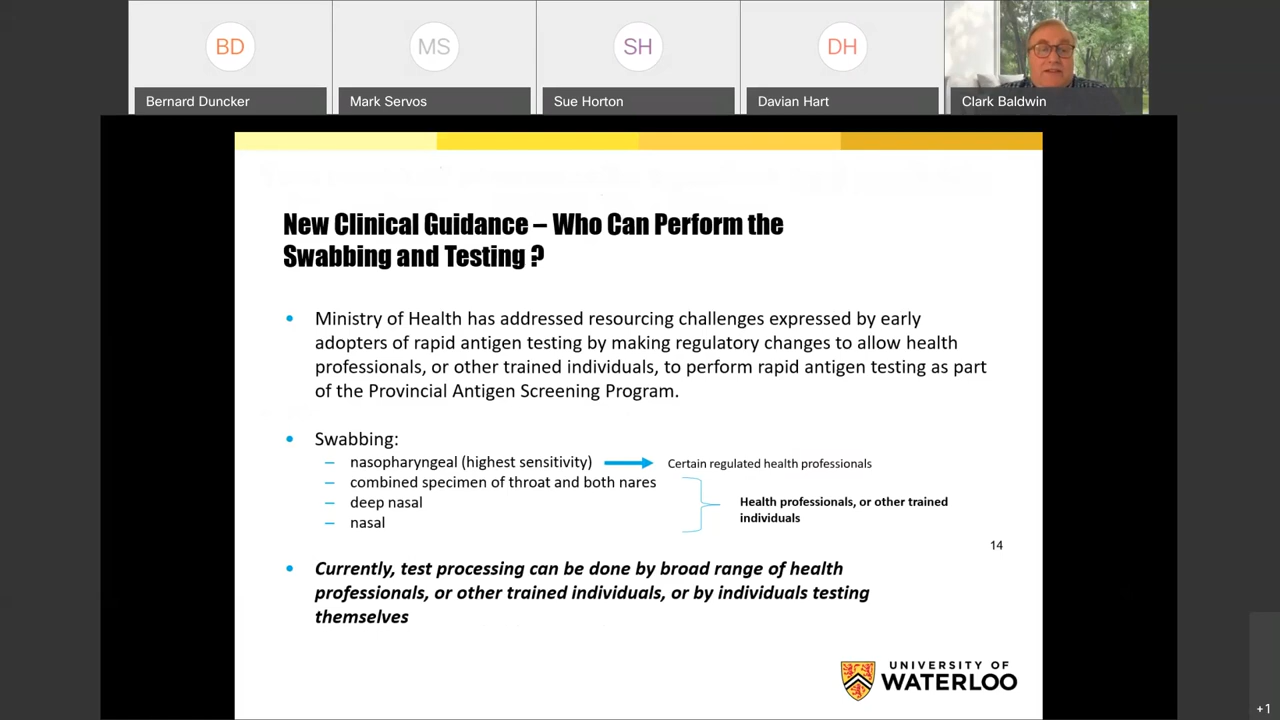 BD
MS
SH
DH
Bernard Duncker
Mark Servos
Sue Horton
Davian Hart
Clark Baldwin
New Clinical Guidance – Who Can Perform the
Swabbing and Testing ?
• Ministry of Health has addressed resourcing challenges expressed by early
adopters of rapid antigen testing by making regulatory changes to allow health
professionals, or other trained individuals, to perform rapid antigen testing as part
of the Provincial Antigen Screening Program.
• Swabbing:
– nasopharyngeal (highest sensitivity)
Certain regulated health professionals
– combined specimen of throat and both nares
– deep nasal
– nasal
Health professionals, or other trained
individuals
14
• Currently, test processing can be done by broad range of health
professionals, or other trained individuals, or by individuals testing
themselves
UNIVERSITY OF
WATERLOO
+1